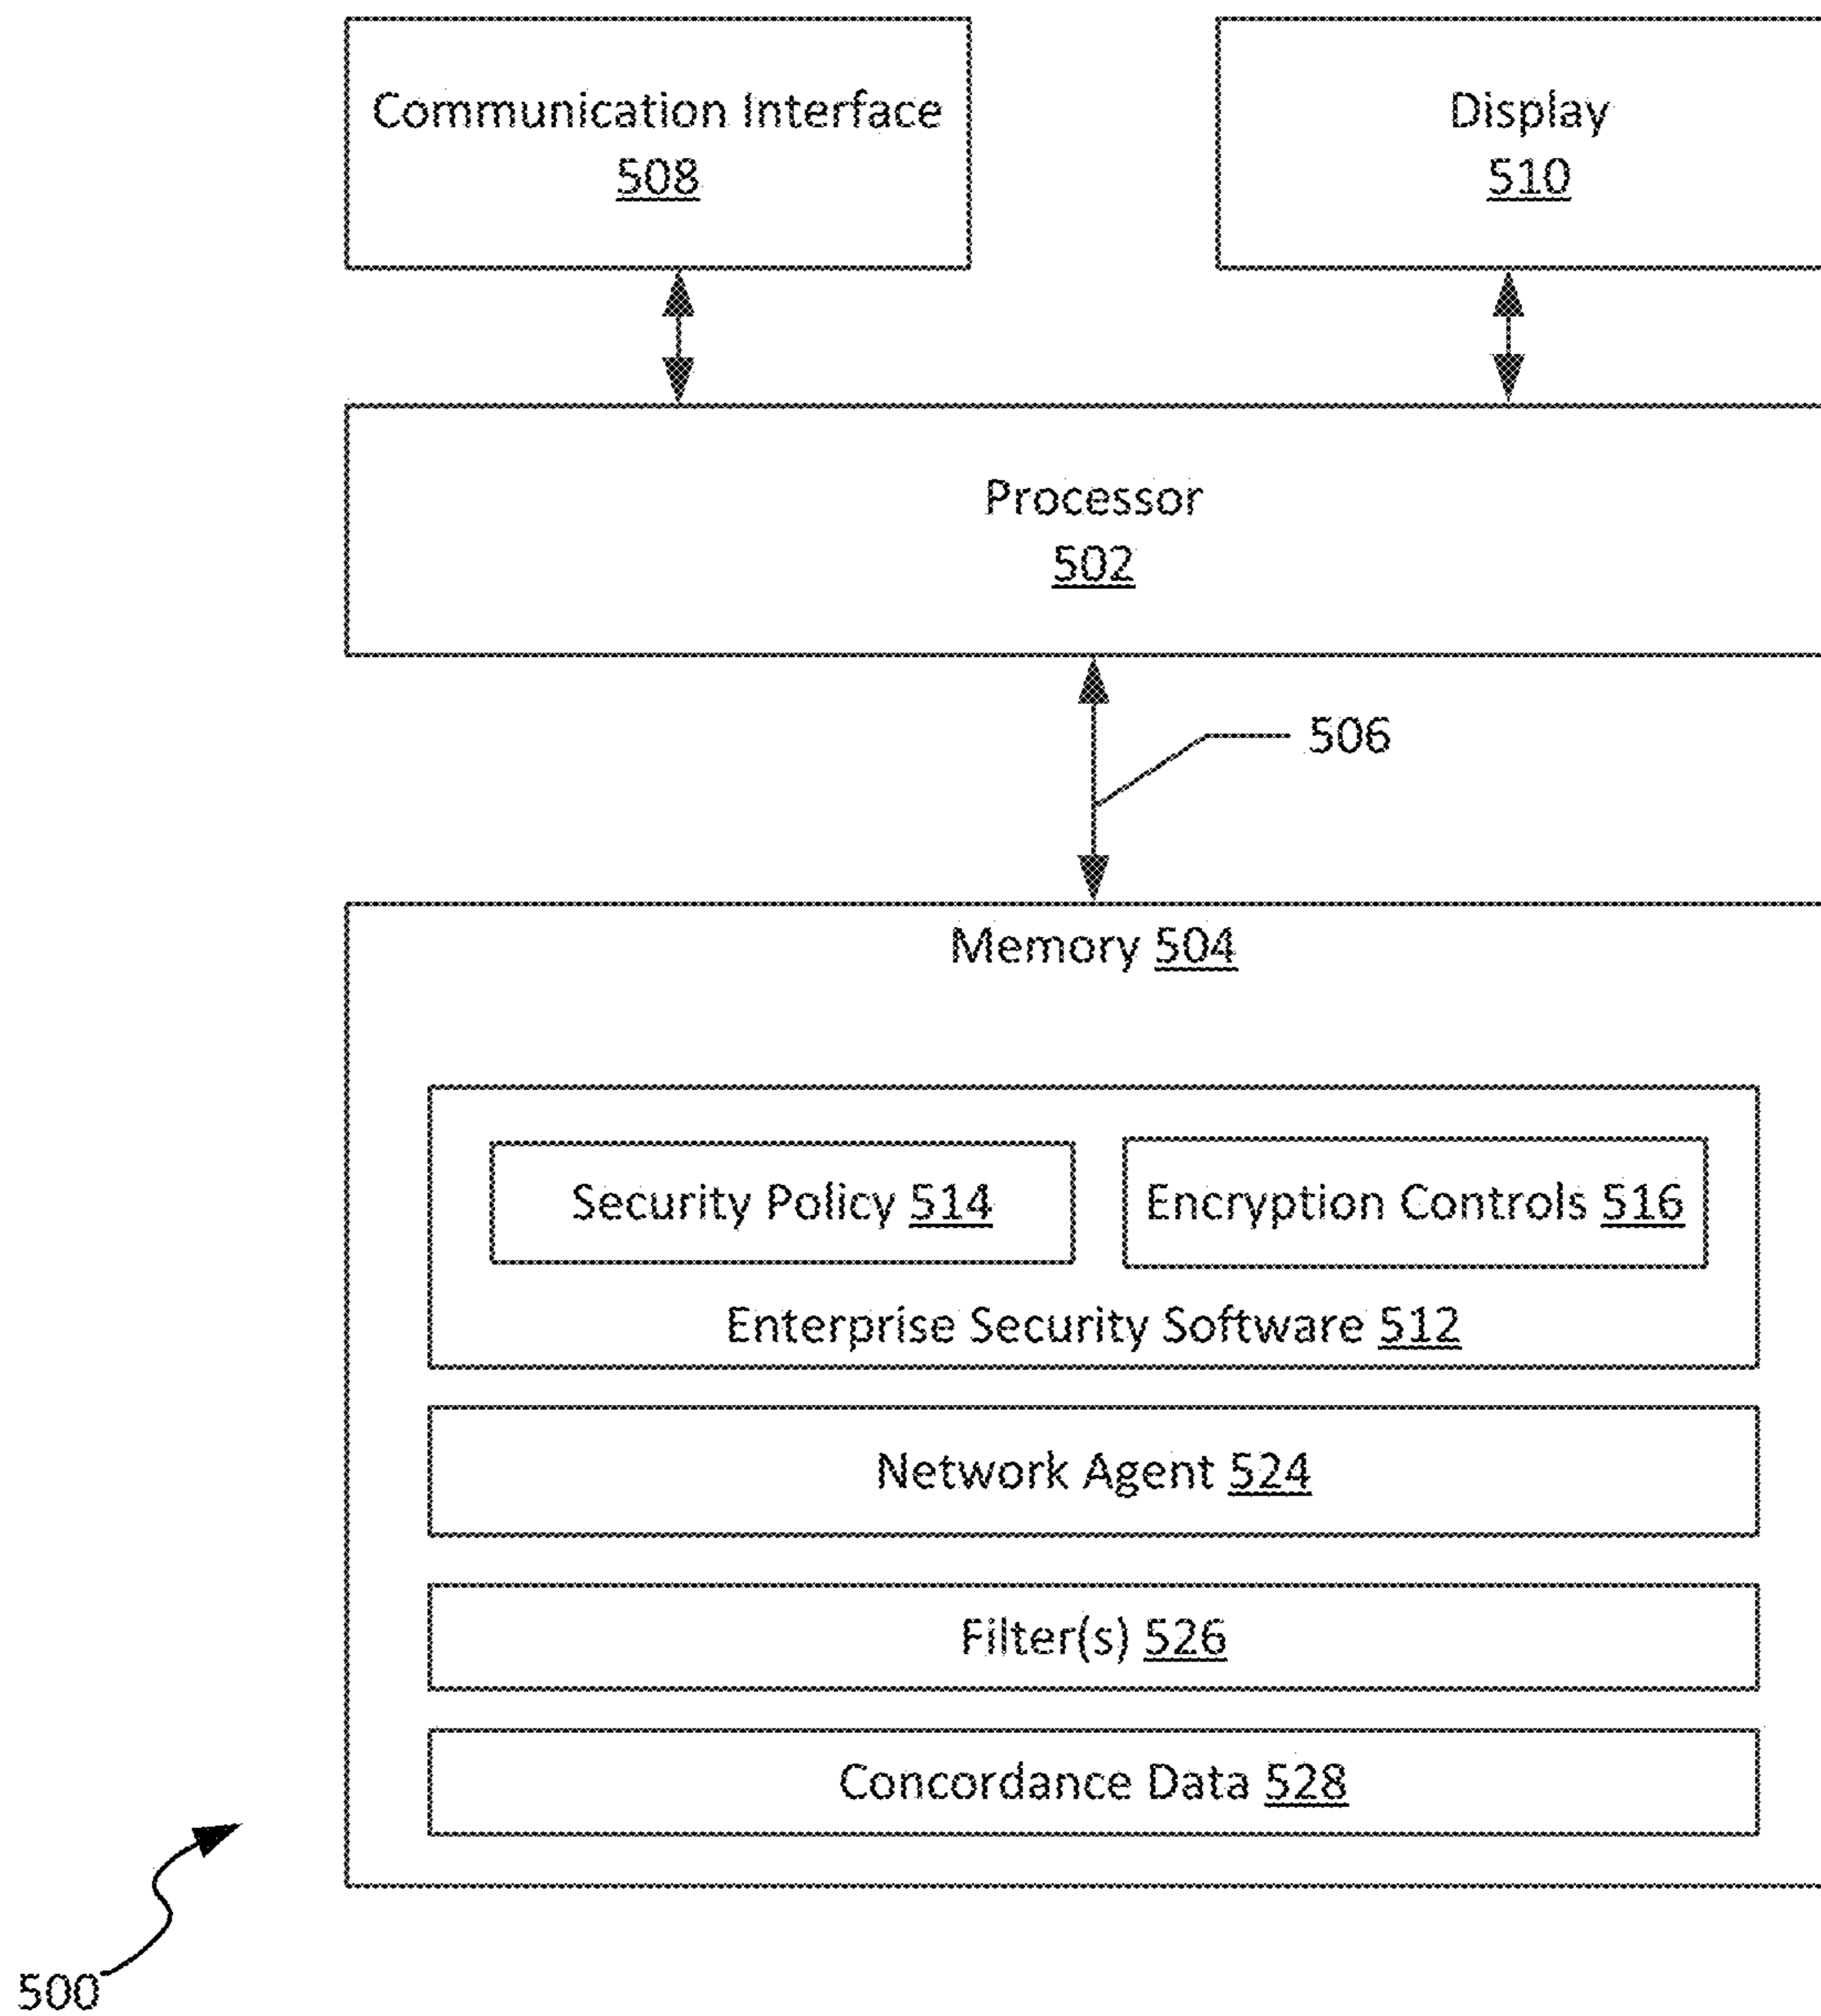 Communication Interface
508
Display
510
Processor
502
506
Memory 504
Security Policy 514
Encryption Controls 516
Enterprise Security Software 512
Network Agent 524
Filter(s) 526
Concordance Data 528
500